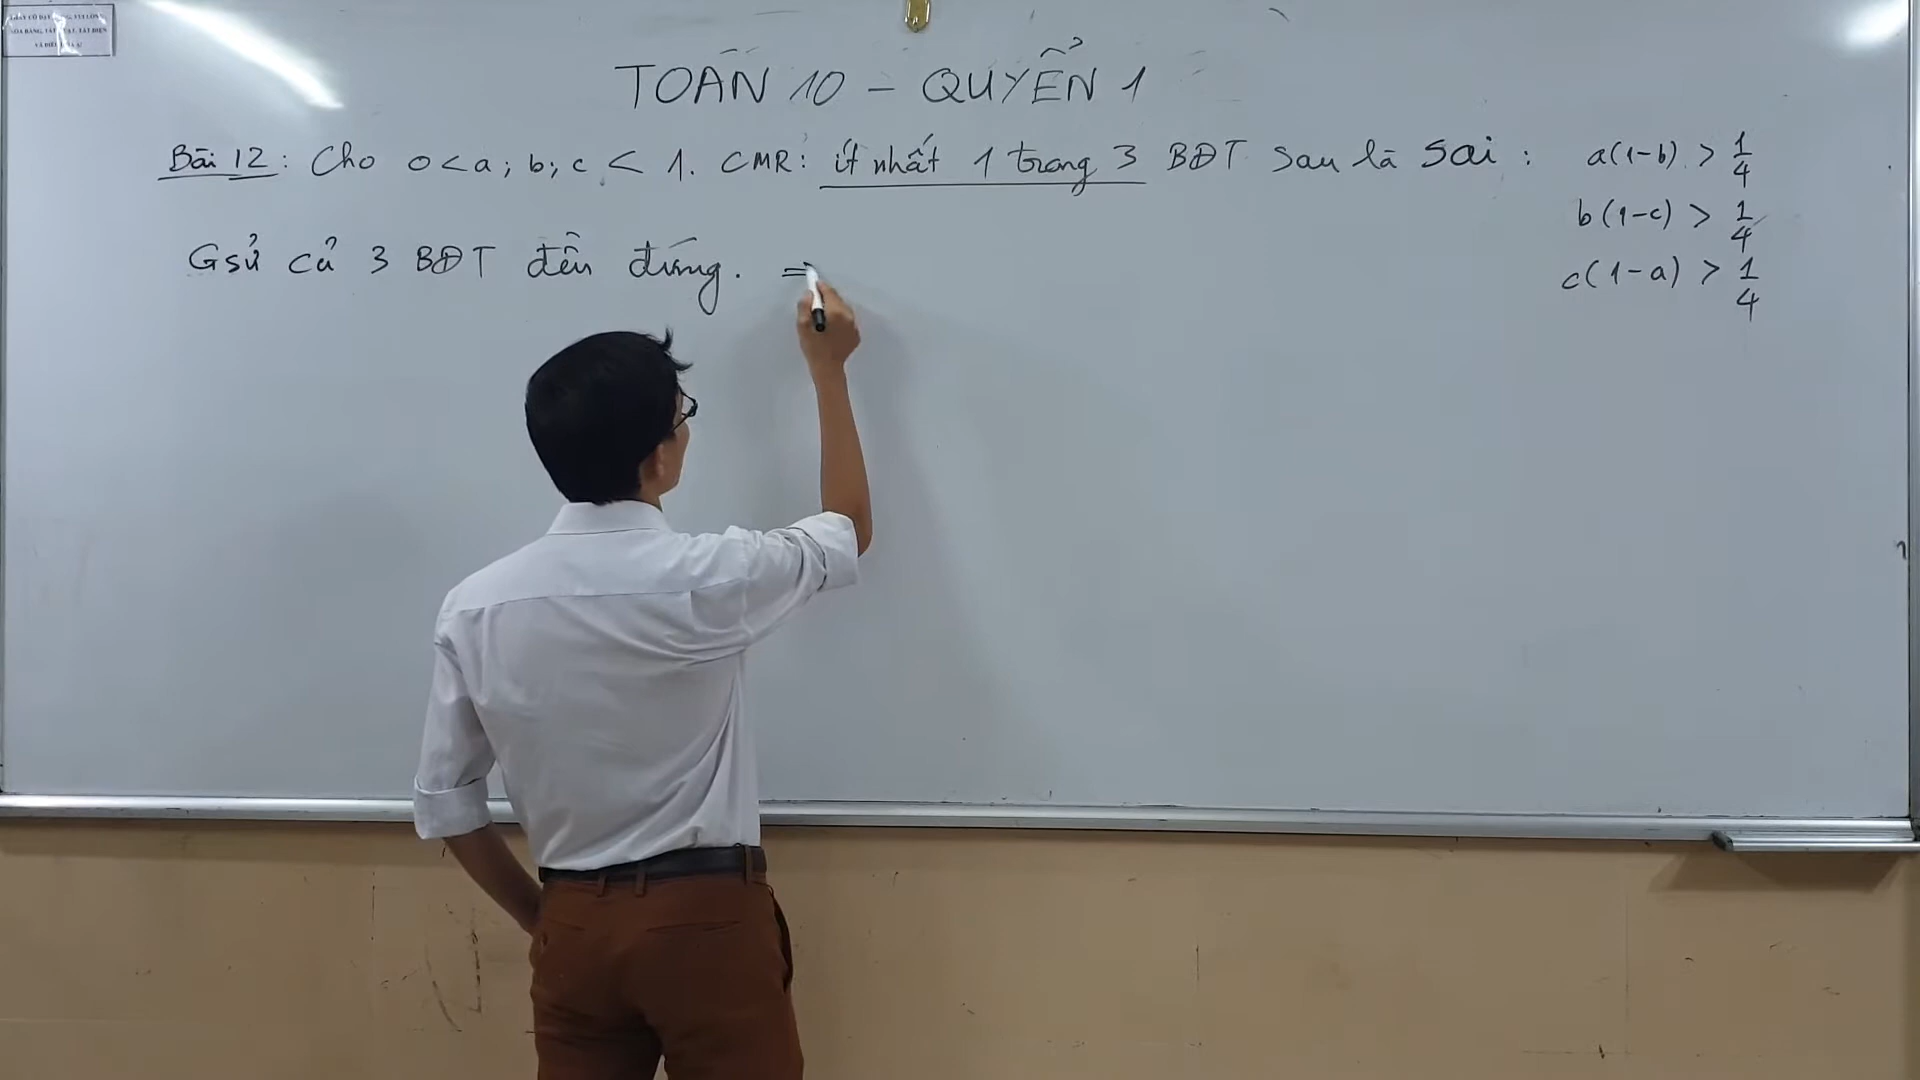 TOÁN 10 - QUYỂN 1
Bài 12: Cho 0 < a; b; c < 1. CMR: ít nhất 1 trong 3 BĐT sau là sai:
a(1-b) > 1/4
b(1-c) > 1/4
c(1-a) > 1/4
Gsử cả 3 BĐT đều đúng. =>